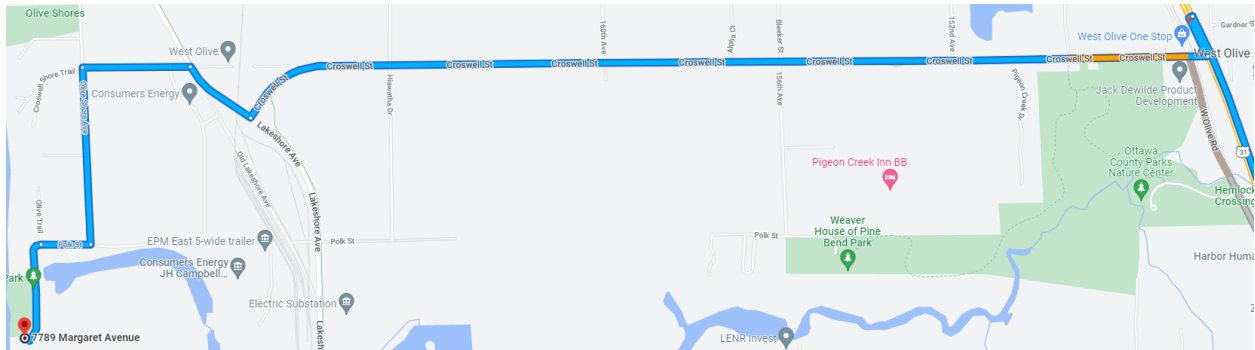 Olive Shores
West Olive
Croswell Shore Trail
Consumers Energy
Croswell St
Lakeshore Ave
Old Lakeshore Ave
Hiawatha Dr
Croswell St
Croswell St
160th Ave
Croswell St
Alpha Ct
Bleeker St
Croswell St
156th Ave
152nd Ave
Croswell St
Pigeon Creek Dr
Croswell St
Croswell St
West Olive One Stop
Gardner
West Olive
Jack Dewilde Product
Development
W Olive Rd
31
Ottawa
County Parks
Nature Center
Hemlock
Crossing
Harbor Huma
Pigeon Creek Inn BB
Weaver
House of Pine
Bend Park
Polk St
LENR Invest
Olive Trail
Polk St
EPM East 5-wide trailer
Polk St
Lakeshore Ave
Consumers Energy
JH Campbell...
Electric Substation
Lakes
Park
7789 Margaret Avenue